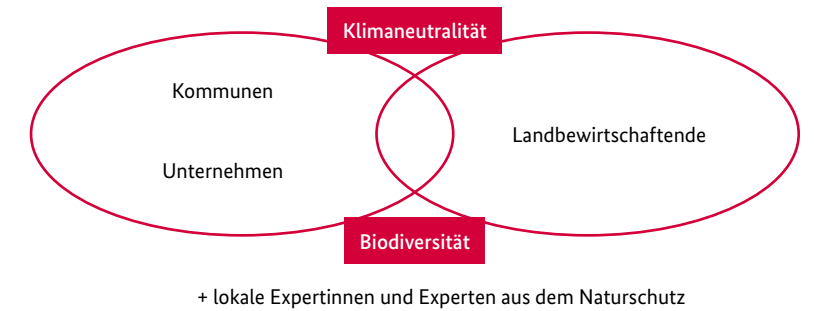 Klimaneutralität
Kommunen
Landbewirtschaftende
Unternehmen
Biodiversität
+ lokale Expertinnen und Experten aus dem Naturschutz